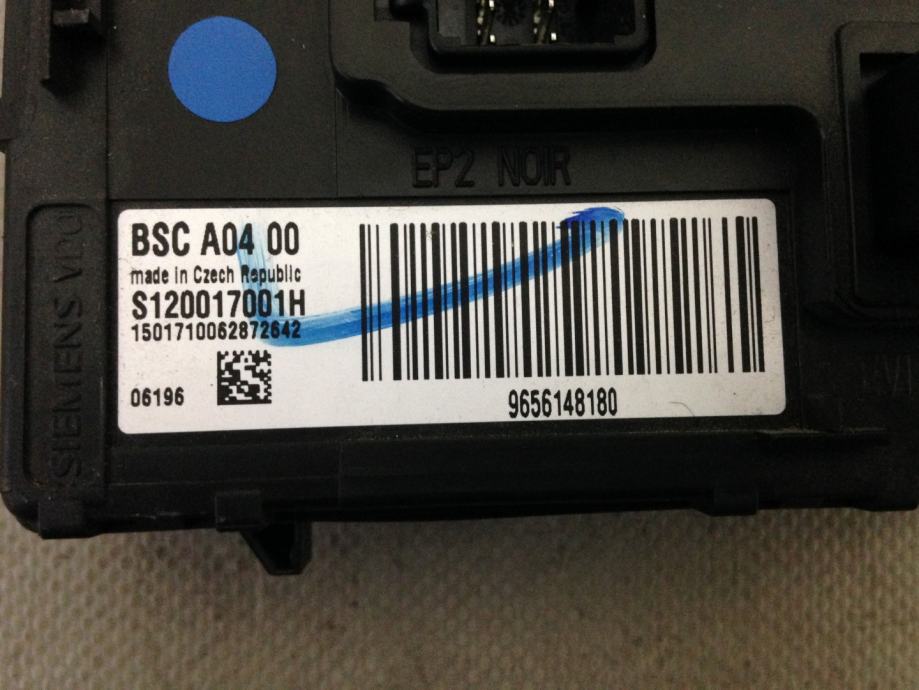 EP2 NOIR
SIEMENS VDO
BSC A04 00
made in Czech Republic
S120017001H
1501710062872642
06196
9656148180